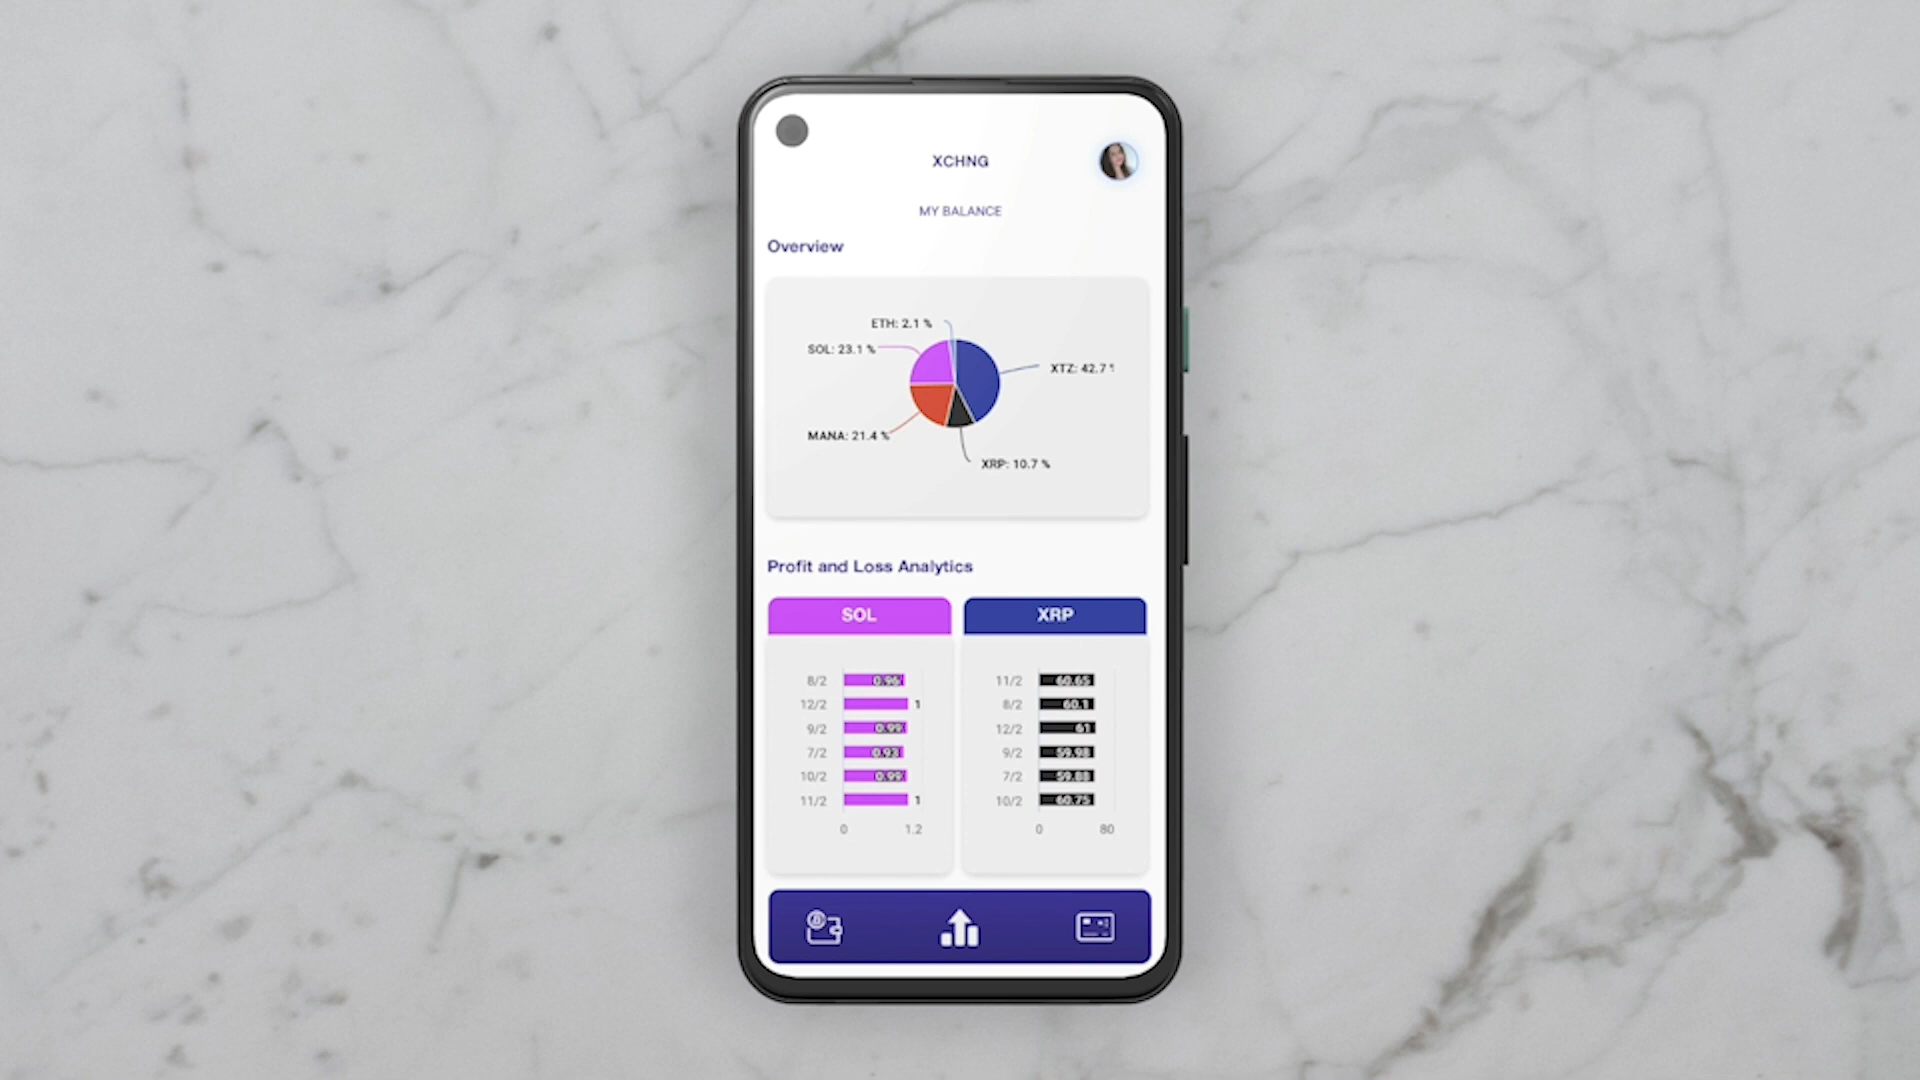 XCHNG
MY BALANCE
Overview
ETH: 2.1 %
SOL: 23.1 %
XTZ: 42.7
MANA: 21.4 %
XRP: 10.7 %
Profit and Loss Analytics
SOL
8/2 0.96
12/2 1
9/2 0.99
7/2 0.93
10/2 0.99
11/2 1
0 1.2
XRP
11/2 60.65
8/2 60.1
12/2 61
9/2 59.98
7/2 59.88
10/2 60.75
0 80